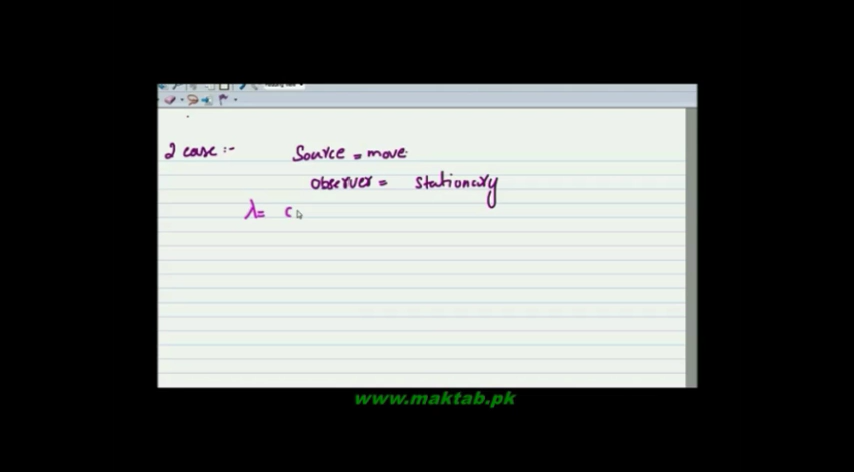 2 case :-
Source = move
observer = stationary
λ= c
www.maktab.pk